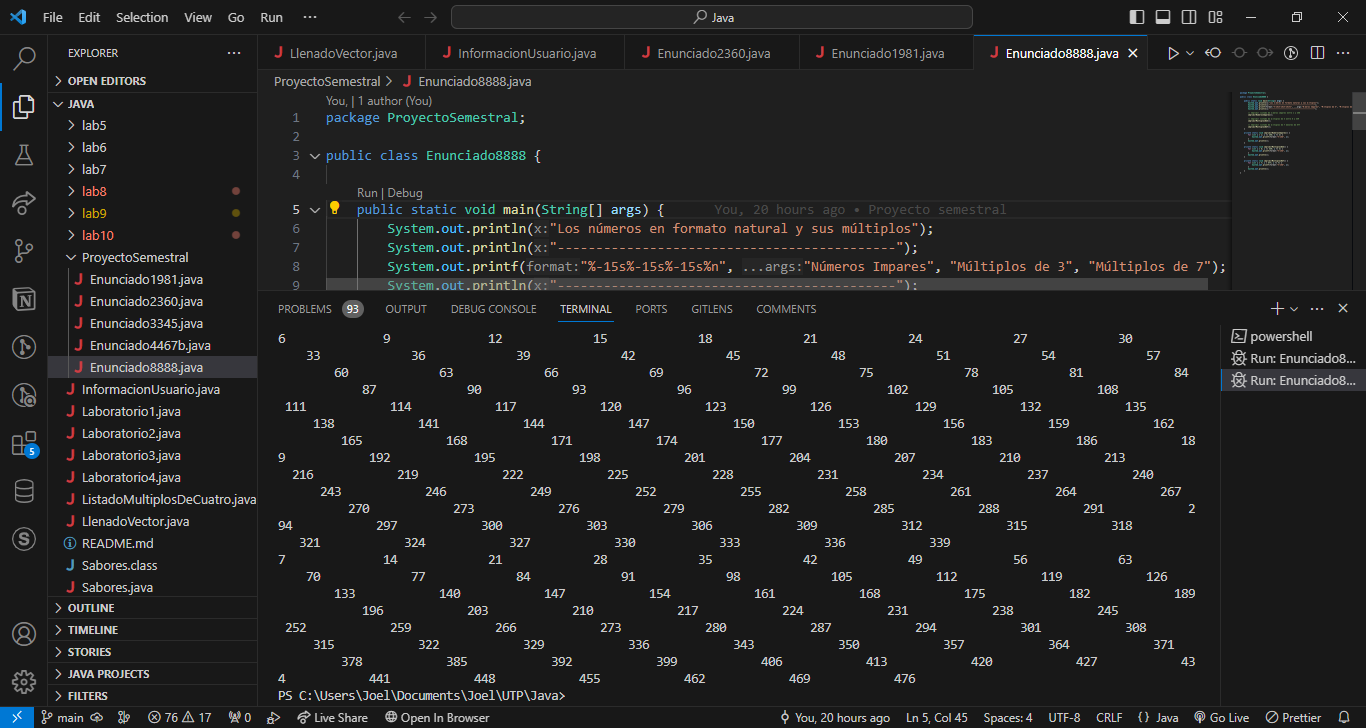 File Edit Selection View Go Run ··· Java
EXPLORER ···
OPEN EDITORS
JAVA
lab5
lab6
lab7
lab8
lab9
lab10
ProyectoSemestral
J Enunciado1981.java
J Enunciado2360.java
J Enunciado3345.java
J Enunciado4467b.java
J Enunciado8888.java
J InformacionUsuario.java
J Laboratorio1.java
J Laboratorio2.java
J Laboratorio3.java
J Laboratorio4.java
J ListadoMultiplosDeCuatro.java
J LlenadoVector.java
README.md
J Sabores.class
J Sabores.java
OUTLINE
TIMELINE
STORIES
JAVA PROJECTS
FILTERS
5
J LlenadoVector.java J InformacionUsuario.java J Enunciado2360.java J Enunciado1981.java J Enunciado8888.java
ProyectoSemestral > J Enunciado8888.java
You, | 1 author (You)
1 package ProyectoSemestral;
2
3 public class Enunciado8888 {
4
Run | Debug
5 public static void main(String[] args) { You, 20 hours ago • Proyecto semestral
6 System.out.println(x:"Los números en formato natural y sus múltiplos");
7 System.out.println(x:"---------------------------------------------");
8 System.out.printf(format:"%-15s%-15s%-15s%n", ...args:"Números Impares", "Múltiplos de 3", "Múltiplos de 7");
9 System.out.println(x:"---------------------------------------------");
PROBLEMS 93 OUTPUT DEBUG CONSOLE TERMINAL PORTS GITLENS COMMENTS
6 9 12 15 18 21 24 27 30
33 36 39 42 45 48 51 54 57
60 63 66 69 72 75 78 81 84
87 90 93 96 99 102 105 108
111 114 117 120 123 126 129 132 135
138 141 144 147 150 153 156 159 162
165 168 171 174 177 180 183 186 18
9 192 195 198 201 204 207 210 213
216 219 222 225 228 231 234 237 240
243 246 249 252 255 258 261 264 267
270 273 276 279 282 285 288 291 2
94 297 300 303 306 309 312 315 318
321 324 327 330 333 336 339
7 14 21 28 35 42 49 56 63
70 77 84 91 98 105 112 119 126
133 140 147 154 161 168 175 182 189
196 203 210 217 224 231 238 245
252 259 266 273 280 287 294 301 308
315 322 329 336 343 350 357 364 371
378 385 392 399 406 413 420 427 43
4 441 448 455 462 469 476
PS C:\Users\Joel\Documents\Joel\UTP\Java>
powershell
Run: Enunciado8...
Run: Enunciado8...
main 76 17 0 Live Share Open In Browser You, 20 hours ago Ln 5, Col 45 Spaces: 4 UTF-8 CRLF {} Java Go Live Prettier